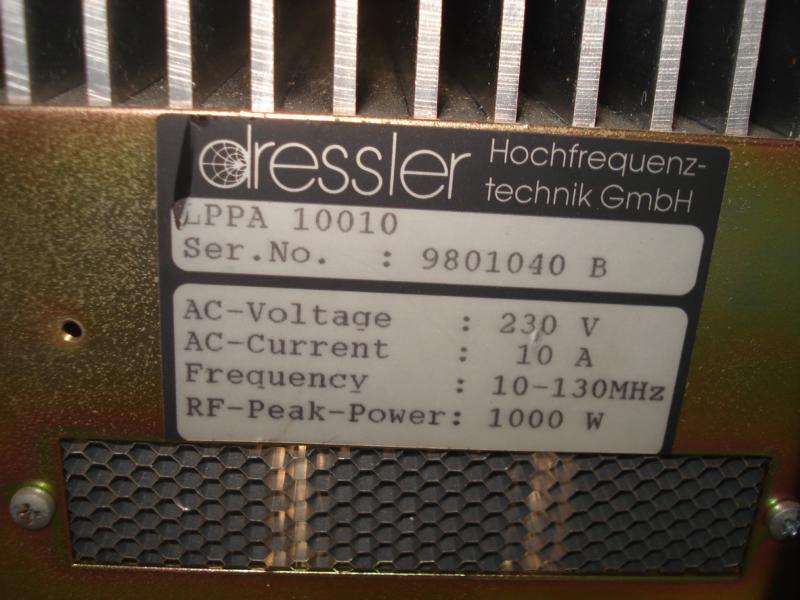 dressler Hochfrequenz-
technik GmbH
LPPA 10010
Ser.No. : 9801040 B
AC-Voltage : 230 V
AC-Current : 10 A
Frequency : 10-130MHz
RF-Peak-Power: 1000 W